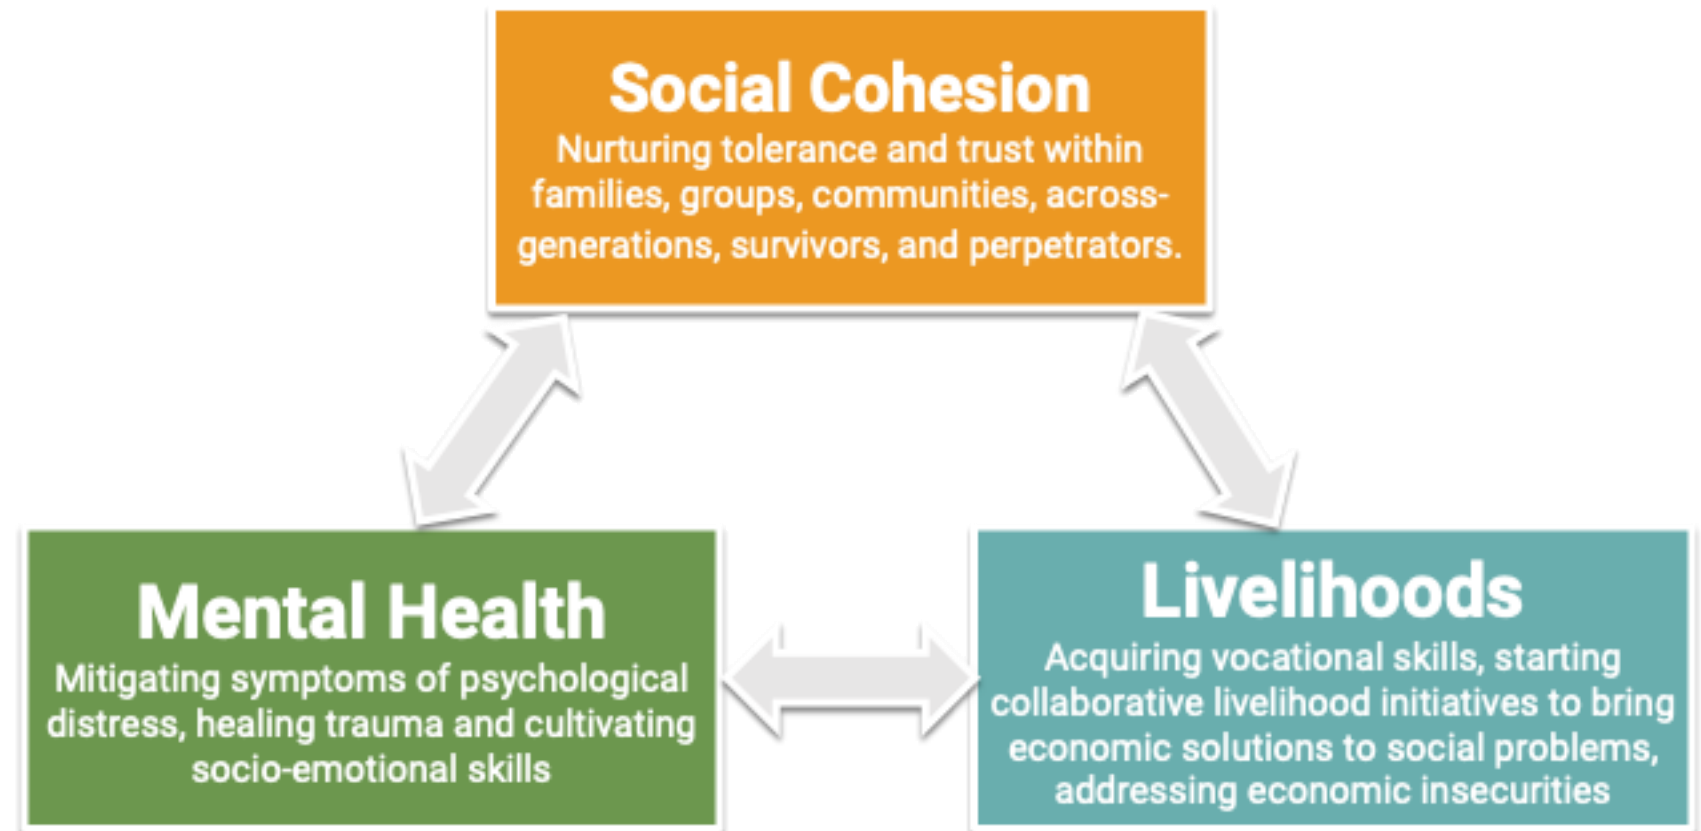 Social Cohesion
Nurturing tolerance and trust within
families, groups, communities, across-
generations, survivors, and perpetrators.
Mental Health
Mitigating symptoms of psychological
distress, healing trauma and cultivating
socio-emotional skills
Livelihoods
Acquiring vocational skills, starting
collaborative livelihood initiatives to bring
economic solutions to social problems,
addressing economic insecurities